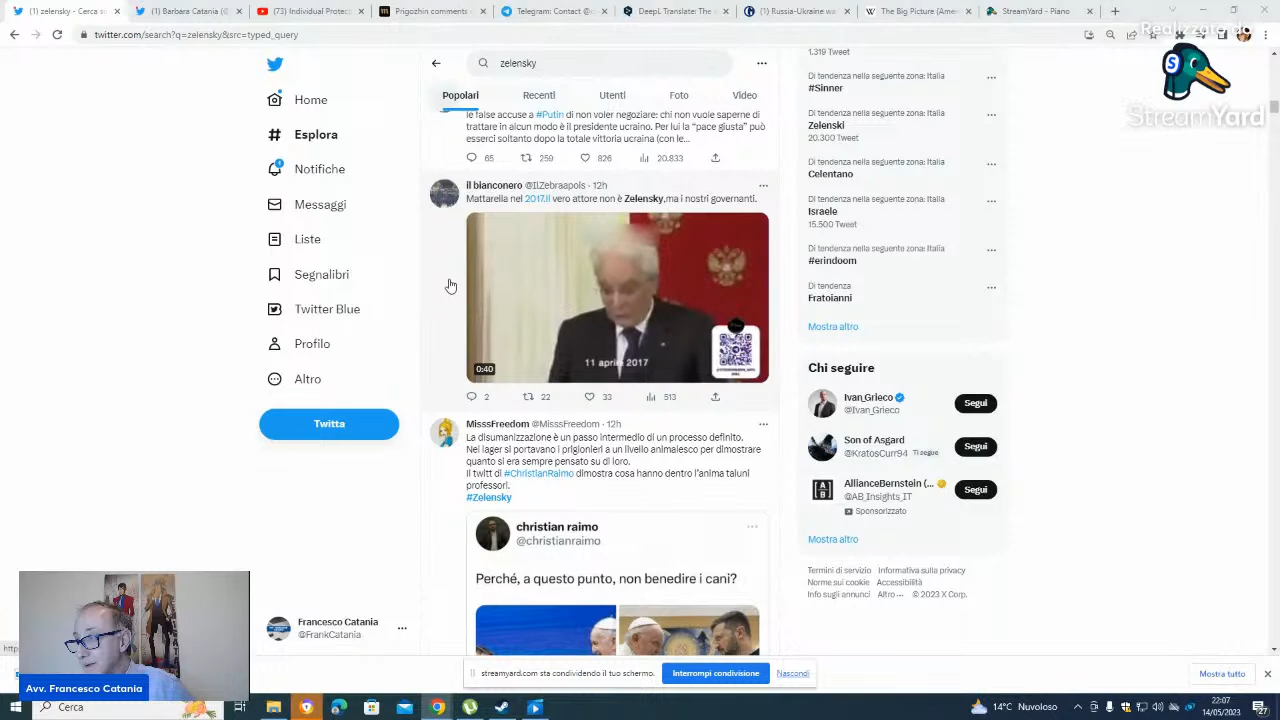 (1) zelensky - Cerca
(1) Barbara Catania (@
(73) Individual Protec
Prigozhin comments
Telegram: Contact @c
DeepL Translate: The
(1) Russia-Ukraine wa
The Big Picture (Ame
StreamYard - Piano
twitter.com/search?q=zelensky&src=typed_query
Realizzato da
StreamYard
zelensky
Popolari
Recenti
Utenti
Foto
Video
Home
Esplora
Notifiche
Messaggi
Liste
Segnalibri
Twitter Blue
Profilo
Altro
Twitta
Francesco Catania
@FrankCatania
le false accuse a #Putin di non voler negoziare: chi non vuole saperne di
trattare in alcun modo è il presidente ucraino. Per lui la "pace giusta" può
esserci soltanto dopo la totale vittoria ucraina (con le...
65 259 826 20.833
il bianconero @IlZebraapols · 12h
Mattarella nel 2017.Il vero attore non è Zelensky,ma i nostri governanti.
11 aprile 2017
0:40
2 22 33 513
MisssFreedom @MisssFreedom · 12h
La disumanizzazione è un passo intermedio di un processo definito.
Nei lager si portavano i prigionieri a un livello animalesco per dimostrare
quanto si era sempre pensato su di loro.
Il twitt di #ChristianRaimo dimostra cosa hanno dentro l'anima taluni
professori.
#Zelensky
christian raimo
@christianraimo
Perché, a questo punto, non benedire i cani?
1.319 Tweet
Di tendenza nella seguente zona: Italia
#Sinner
Di tendenza nella seguente zona: Italia
Zelenski
20.300 Tweet
Di tendenza nella seguente zona: Italia
Celentano
Di tendenza nella seguente zona: Italia
Israele
15.500 Tweet
Di tendenza nella seguente zona: Italia
#erindoom
Di tendenza
Fratoianni
Mostra altro
Chi seguire
Ivan_Grieco
@Ivan_Grieco
Segui
Son of Asgard
@KratosCurr94 Ti segue
Segui
AllianceBernstein (...
@AB_Insights_IT
Segui
Sponsorizzato
Mostra altro
Termini di servizio Informativa sulla privacy
Norme sui cookie Accessibilità
Info sugli annunci Altro ··· © 2023 X Corp.
streamyard.com sta condividendo il tuo schermo.
Interrompi condivisione
Nascondi
Mostra tutto
Avv. Francesco Catania
Cerca
14°C Nuvoloso
22:07
14/05/2023
27